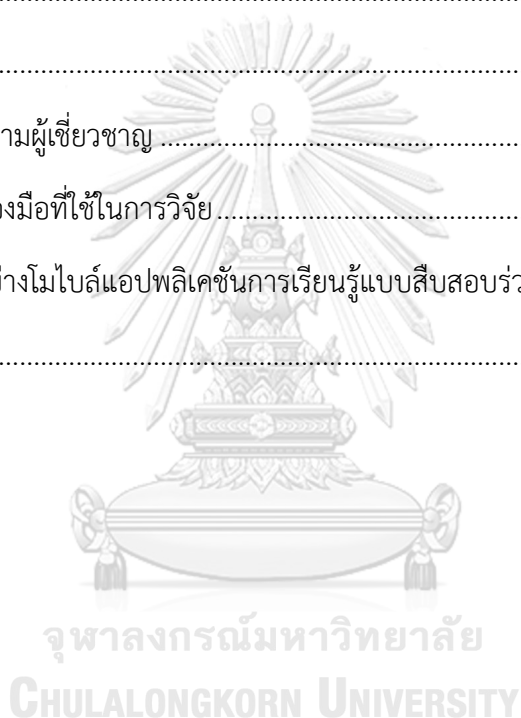 ................................................................
................................................................
ามผู้เชี่ยวชาญ ................................................
องมือที่ใช้ในการวิจัย ........................................
ย่างโมไบล์แอปพลิเคชันการเรียนรู้แบบสืบสอบร่ว
................................................................
จุฬาลงกรณ์มหาวิทยาลัย
CHULALONGKORN UNIVERSITY